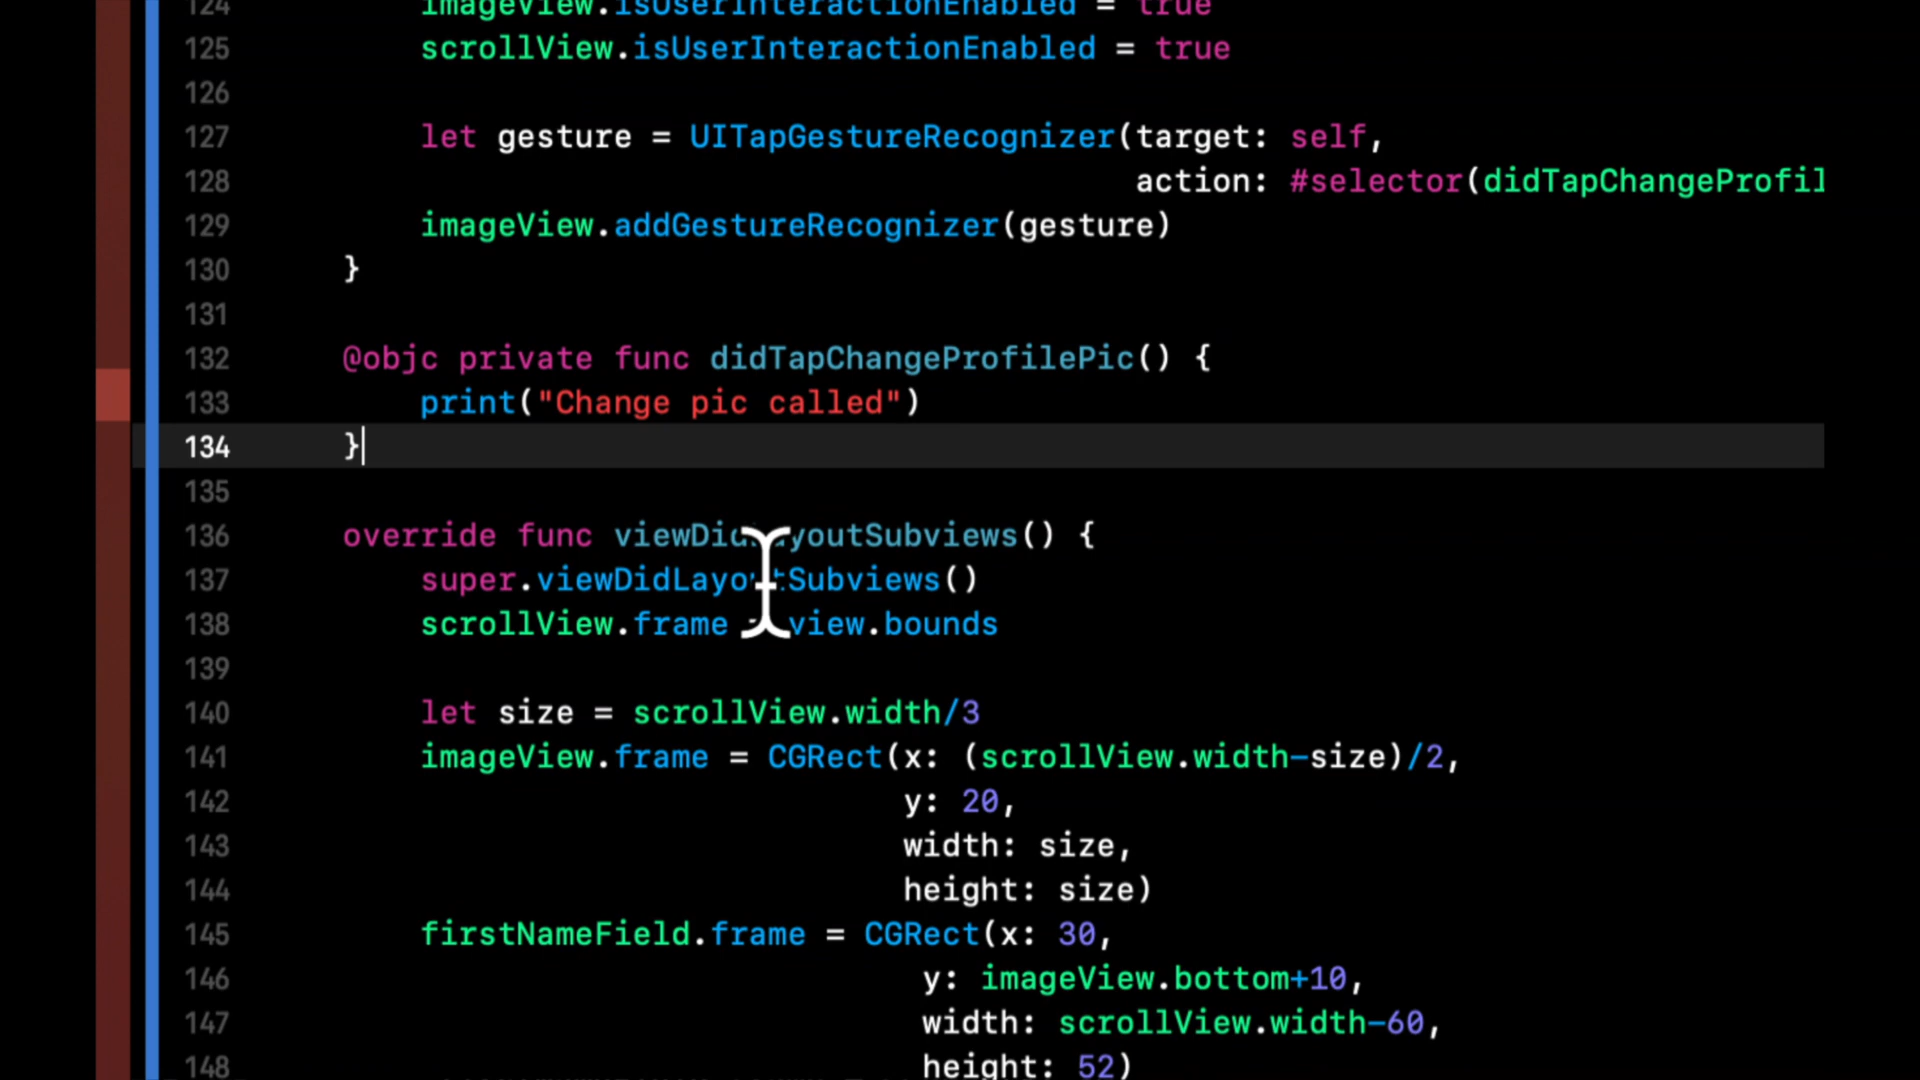 124 imageView.isUserInteractionEnabled = true
125 scrollView.isUserInteractionEnabled = true
126
127 let gesture = UITapGestureRecognizer(target: self,
128 action: #selector(didTapChangeProfil
129 imageView.addGestureRecognizer(gesture)
130 }
131
132 @objc private func didTapChangeProfilePic() {
133 print("Change pic called")
134 }
135
136 override func viewDidLayoutSubviews() {
137 super.viewDidLayoutSubviews()
138 scrollView.frame = view.bounds
139
140 let size = scrollView.width/3
141 imageView.frame = CGRect(x: (scrollView.width-size)/2,
142 y: 20,
143 width: size,
144 height: size)
145 firstNameField.frame = CGRect(x: 30,
146 y: imageView.bottom+10,
147 width: scrollView.width-60,
148 height: 52)